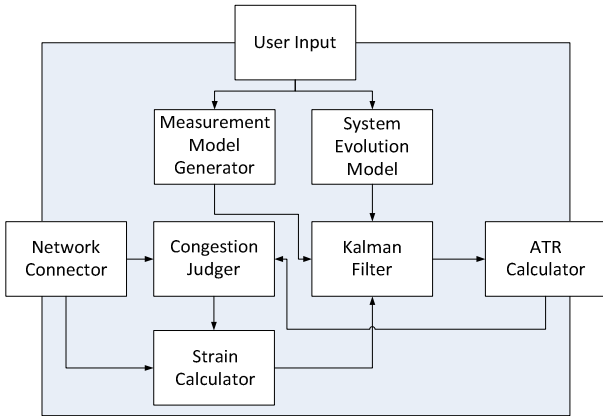 User Input
Measurement
Model
Generator
System
Evolution
Model
Network
Connector
Congestion
Judger
Kalman
Filter
ATR
Calculator
Strain
Calculator